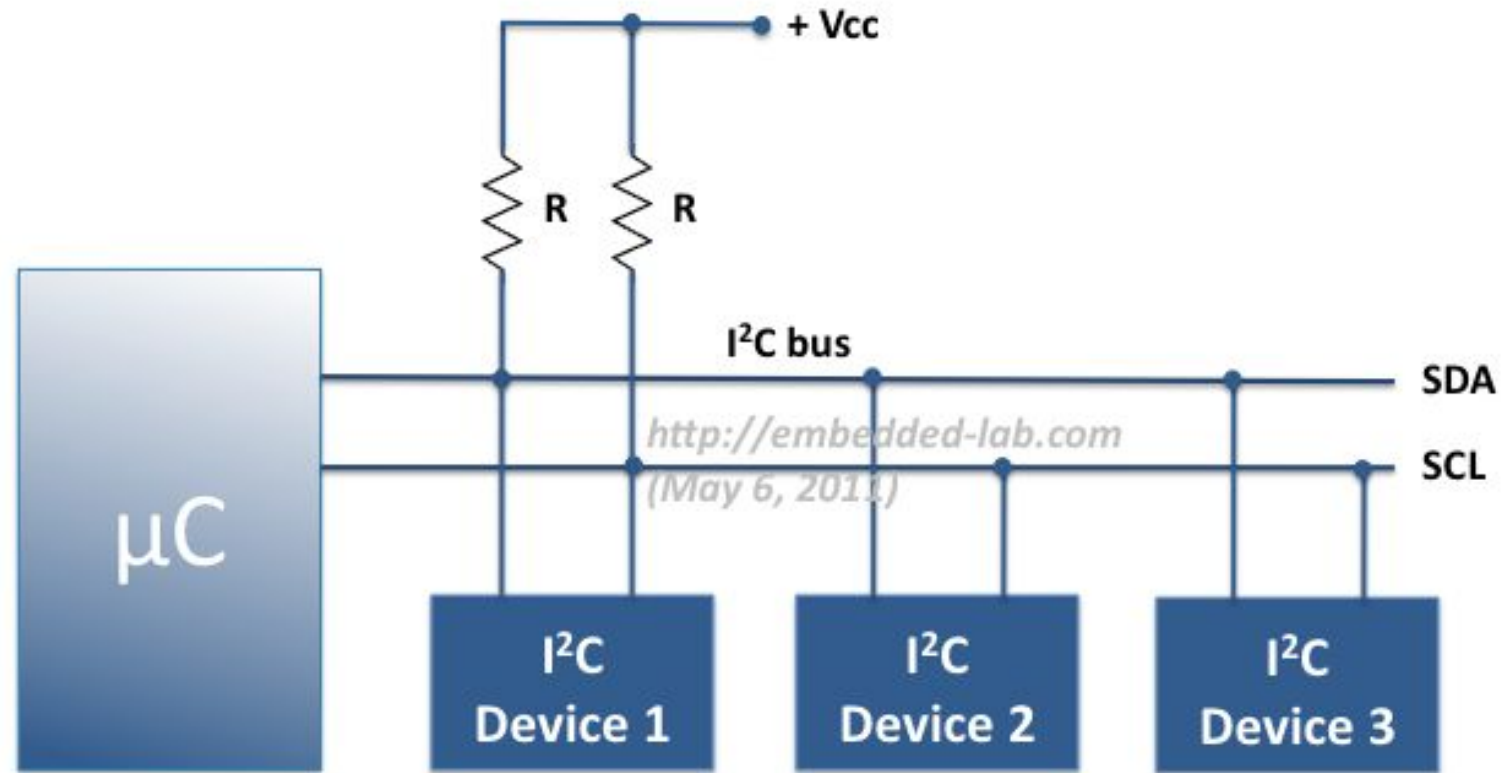 + Vcc
R
R
I²C bus
SDA
http://embedded-lab.com
SCL
(May 6, 2011)
µC
I²C
Device 1
I²C
Device 2
I²C
Device 3